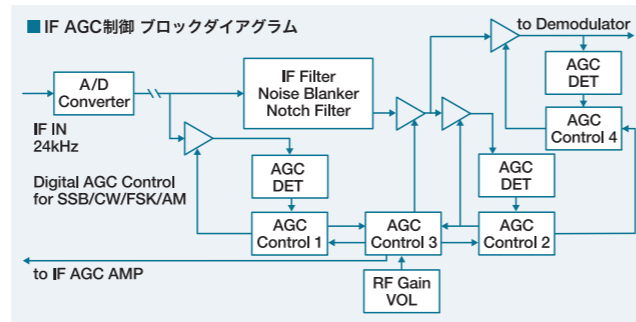 ■ IF AGC制御 ブロックダイアグラム
to Demodulator
A/D
Converter
IF IN
24kHz
IF Filter
Noise Blanker
Notch Filter
AGC
DET
AGC
Control 4
Digital AGC Control
for SSB/CW/FSK/AM
AGC
DET
AGC
DET
AGC
Control 1
AGC
Control 3
AGC
Control 2
to IF AGC AMP
RF Gain
VOL